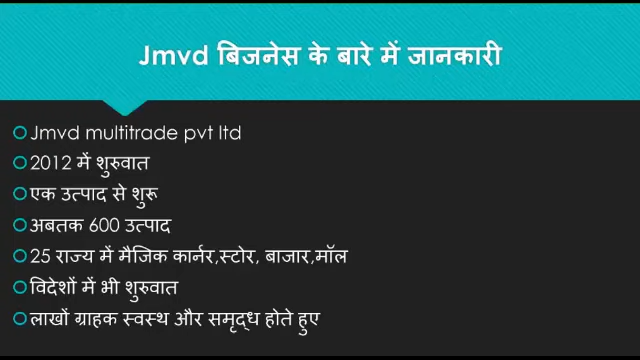 Jmvd बिजनेस के बारे में जानकारी
Jmvd multitrade pvt ltd
2012 में शुरुवात
एक उत्पाद से शुरू
अबतक 600 उत्पाद
25 राज्य में मैजिक कार्नर,स्टोर, बाजार,मॉल
विदेशों में भी शुरुवात
लाखों ग्राहक स्वस्थ और समृद्ध होते हुए